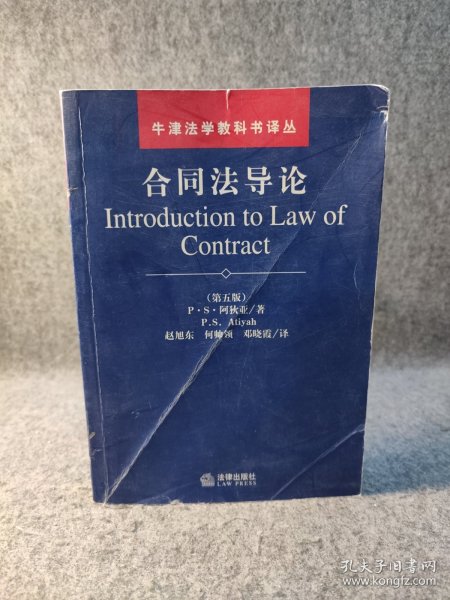 牛津法学教科书译丛
合同法导论
Introduction to Law of
Contract
（第五版）
P·S·阿狄亚/著
P.S. Atiyah
赵旭东 何帅领 邓晓霞/译
法律出版社
LAW PRESS
孔夫子旧书网
www.kongfz.com